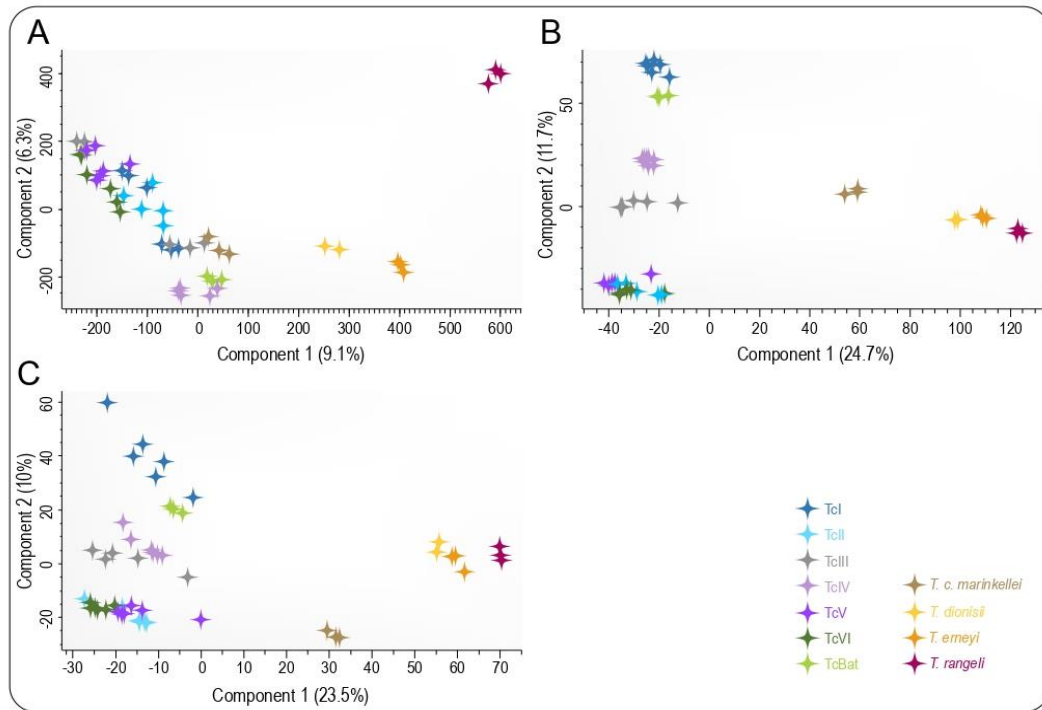 A
Component 2 (6.3%)
400
200
0
200
-200
-100
0
100
200
300
400
500
600
Component 1 (9.1%)
B
Component 2 (11.7%)
50
0
-40
-20
0
20
40
60
80
100
120
Component 1 (24.7%)
C
Component 2 (10%)
60
40
20
0
-20
-30
-20
-10
0
10
20
30
40
50
60
70
Component 1 (23.5%)
TcI
TcII
TcIII
TcIV
TcV
TcVI
TcBat
T. c. marinkellei
T. dionisii
T. erneyi
T. rangeli